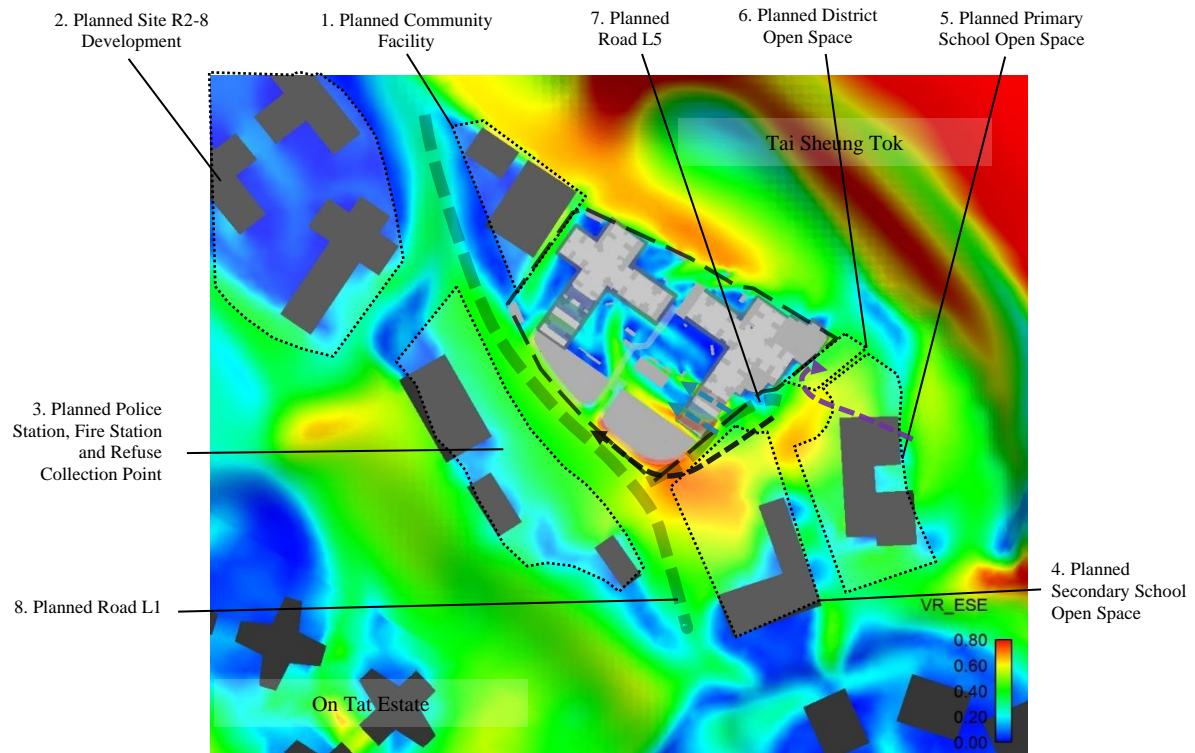 2. Planned Site R2-8
Development
1. Planned Community
Facility
7. Planned
Road L5
6. Planned District
Open Space
5. Planned Primary
School Open Space
Tai Sheung Tok
3. Planned Police
Station, Fire Station
and Refuse
Collection Point
4. Planned
Secondary School
Open Space
8. Planned Road L1
VR_ESE
0.80
0.60
0.40
0.20
0.00
On Tat Estate